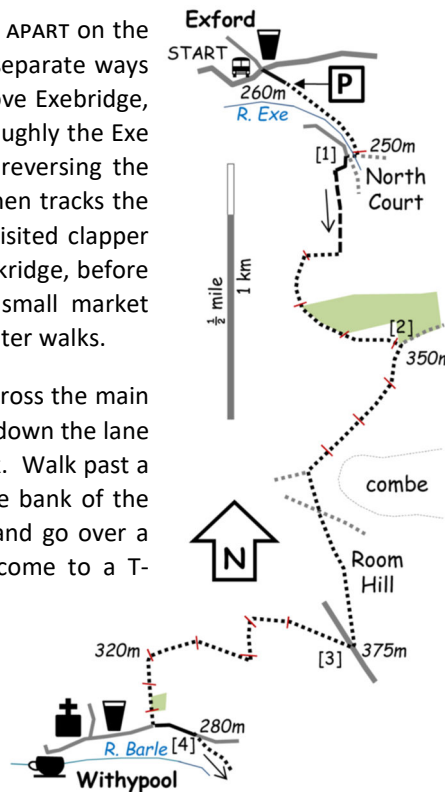 APART on the
separate ways
ove Exebridge,
ughly the Exe
reversing the
hen tracks the
isited clapper
kridge, before
small market
ter walks.
ross the main
down the lane
. Walk past a
e bank of the
and go over a
come to a T-
Exford
START
P
260m
R. Exe
250m
[1]
North
Court
½ mile
1 km
[2]
350m
combe
N
Room
Hill
[3]
375m
320m
280m
R. Barle
[4]
Withypool